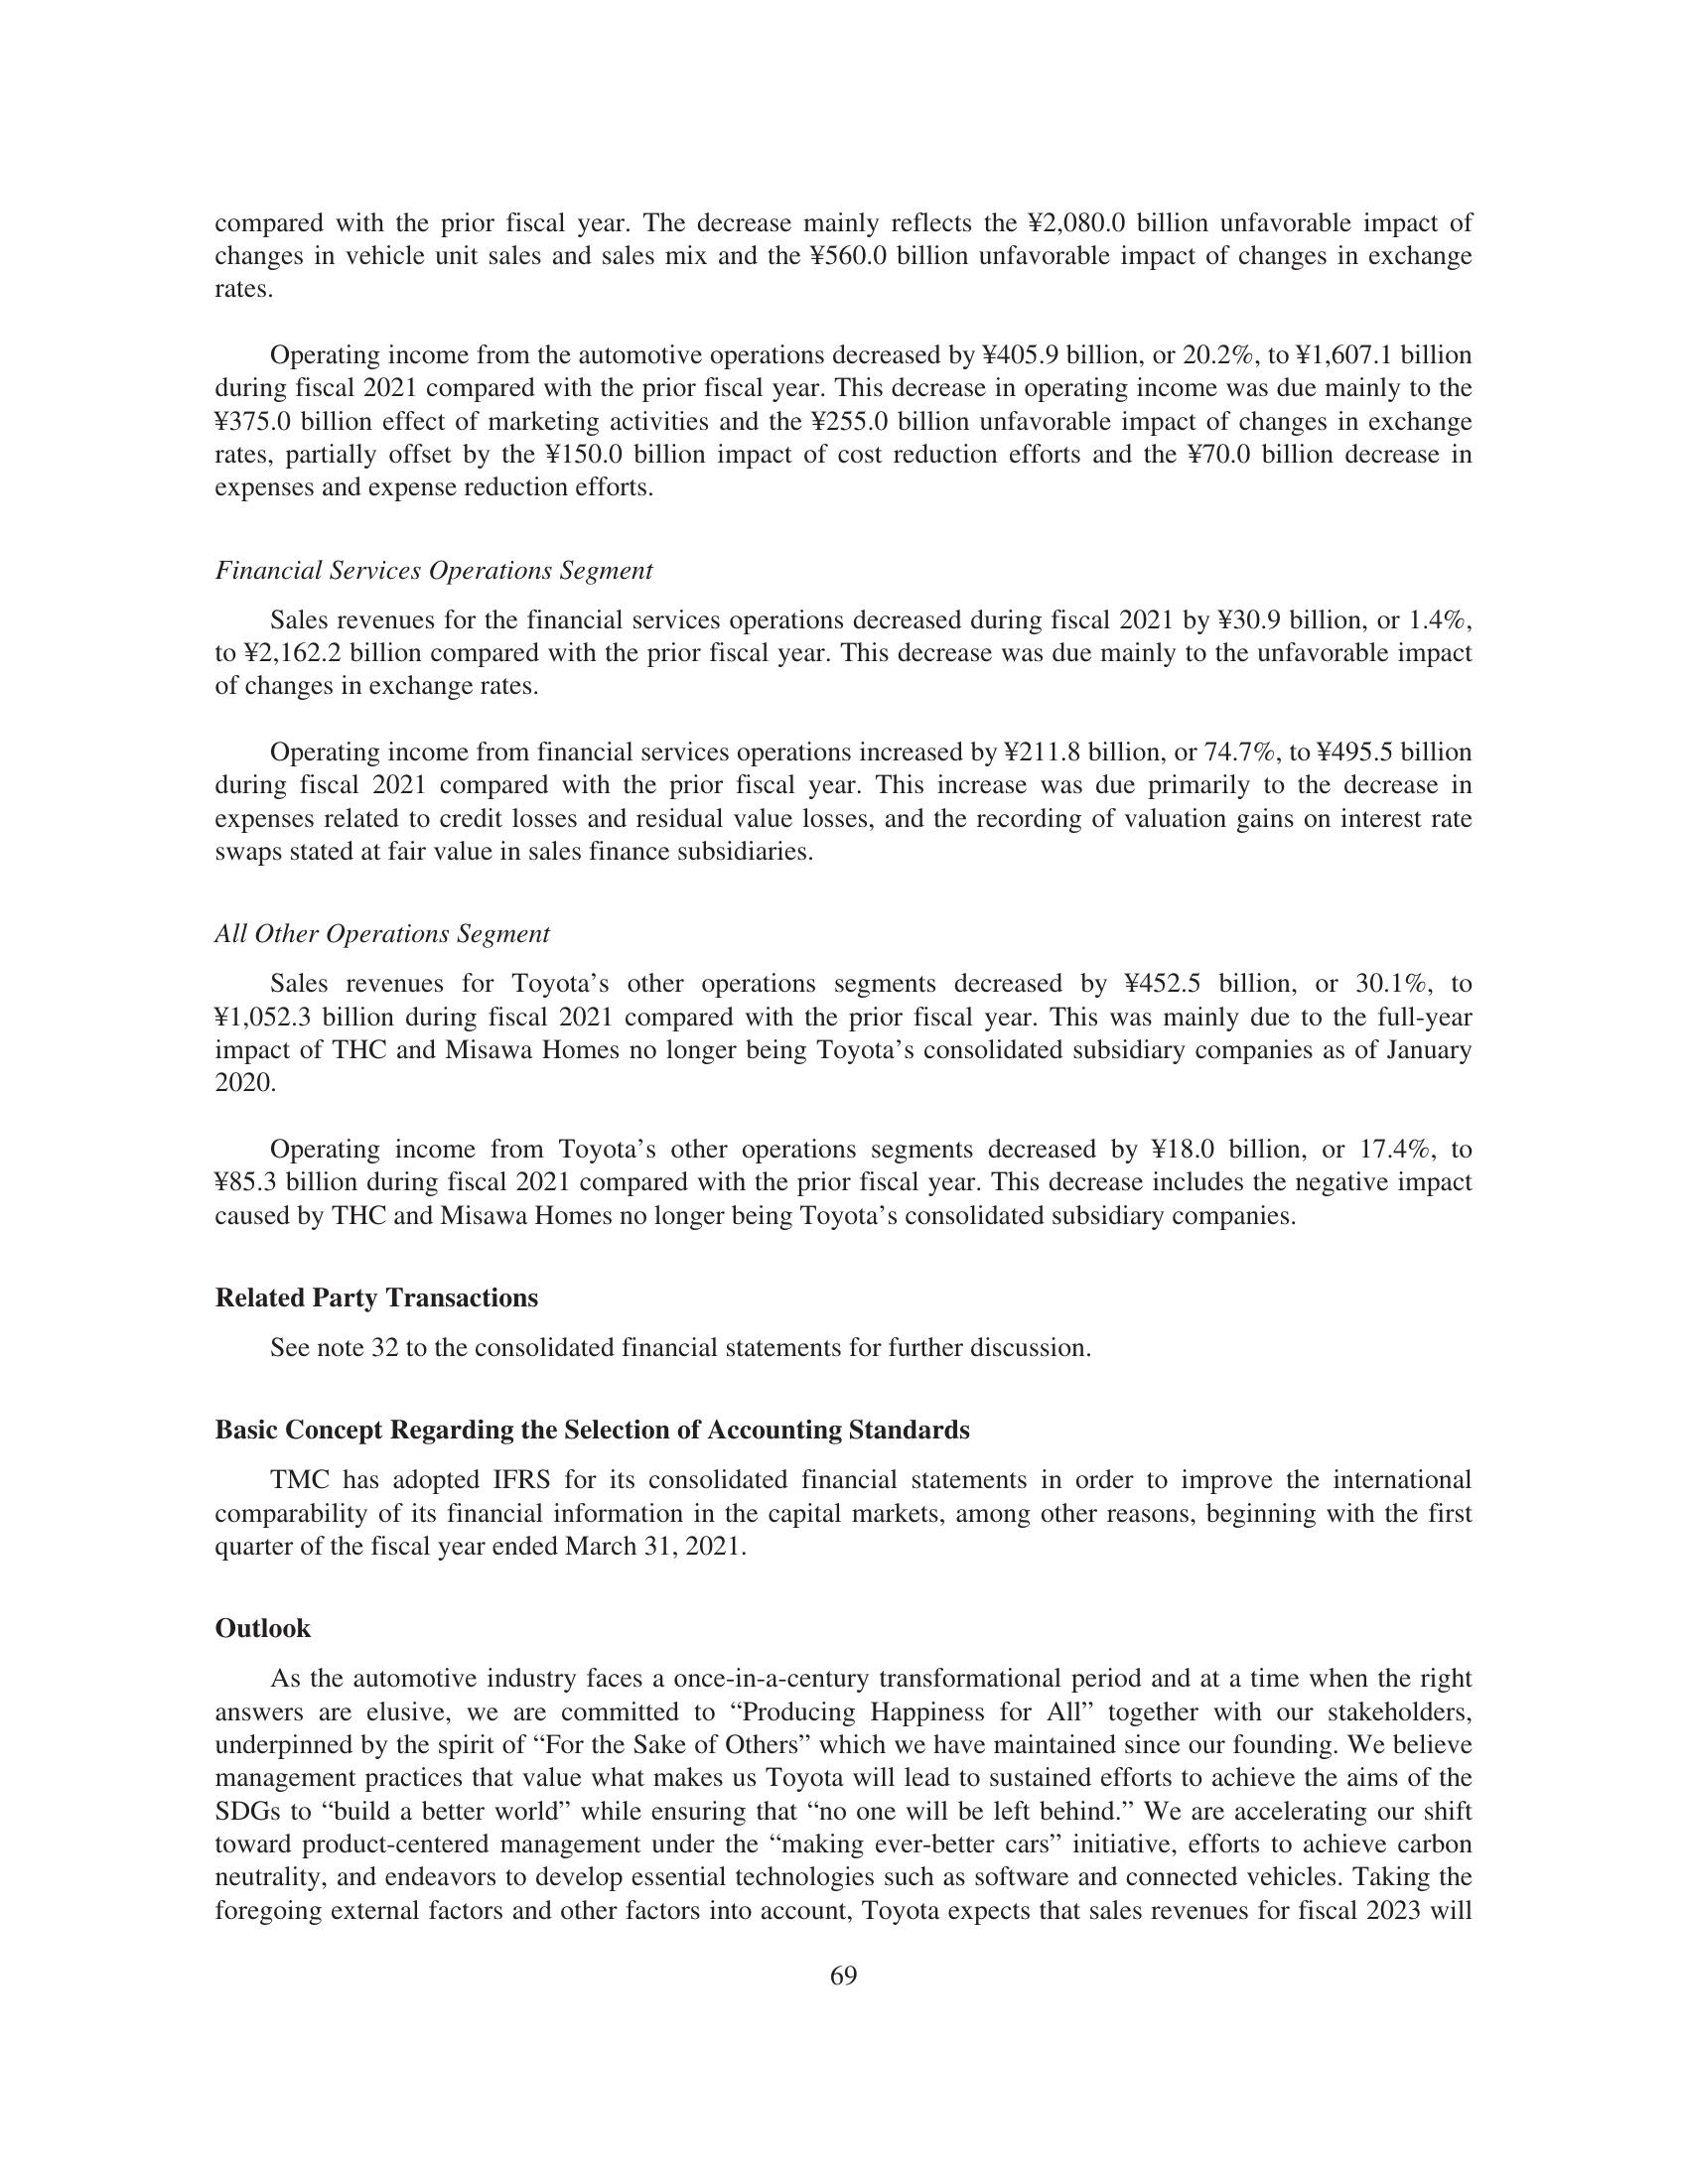 compared with the prior fiscal year. The decrease mainly reflects the ¥2,080.0 billion unfavorable impact of
changes in vehicle unit sales and sales mix and the ¥560.0 billion unfavorable impact of changes in exchange
rates.
Operating income from the automotive operations decreased by ¥405.9 billion, or 20.2%, to ¥1,607.1 billion
during fiscal 2021 compared with the prior fiscal year. This decrease in operating income was due mainly to the
¥375.0 billion effect of marketing activities and the ¥255.0 billion unfavorable impact of changes in exchange
rates, partially offset by the ¥150.0 billion impact of cost reduction efforts and the ¥70.0 billion decrease in
expenses and expense reduction efforts.
Financial Services Operations Segment
Sales revenues for the financial services operations decreased during fiscal 2021 by ¥30.9 billion, or 1.4%,
to ¥2,162.2 billion compared with the prior fiscal year. This decrease was due mainly to the unfavorable impact
of changes in exchange rates.
Operating income from financial services operations increased by ¥211.8 billion, or 74.7%, to ¥495.5 billion
during fiscal 2021 compared with the prior fiscal year. This increase was due primarily to the decrease in
expenses related to credit losses and residual value losses, and the recording of valuation gains on interest rate
swaps stated at fair value in sales finance subsidiaries.
All Other Operations Segment
Sales revenues for Toyota’s other operations segments decreased by ¥452.5 billion, or 30.1%, to
¥1,052.3 billion during fiscal 2021 compared with the prior fiscal year. This was mainly due to the full-year
impact of THC and Misawa Homes no longer being Toyota’s consolidated subsidiary companies as of January
2020.
Operating income from Toyota’s other operations segments decreased by ¥18.0 billion, or 17.4%, to
¥85.3 billion during fiscal 2021 compared with the prior fiscal year. This decrease includes the negative impact
caused by THC and Misawa Homes no longer being Toyota’s consolidated subsidiary companies.
Related Party Transactions
See note 32 to the consolidated financial statements for further discussion.
Basic Concept Regarding the Selection of Accounting Standards
TMC has adopted IFRS for its consolidated financial statements in order to improve the international
comparability of its financial information in the capital markets, among other reasons, beginning with the first
quarter of the fiscal year ended March 31, 2021.
Outlook
As the automotive industry faces a once-in-a-century transformational period and at a time when the right
answers are elusive, we are committed to “Producing Happiness for All” together with our stakeholders,
underpinned by the spirit of “For the Sake of Others” which we have maintained since our founding. We believe
management practices that value what makes us Toyota will lead to sustained efforts to achieve the aims of the
SDGs to “build a better world” while ensuring that “no one will be left behind.” We are accelerating our shift
toward product-centered management under the “making ever-better cars” initiative, efforts to achieve carbon
neutrality, and endeavors to develop essential technologies such as software and connected vehicles. Taking the
foregoing external factors and other factors into account, Toyota expects that sales revenues for fiscal 2023 will
69